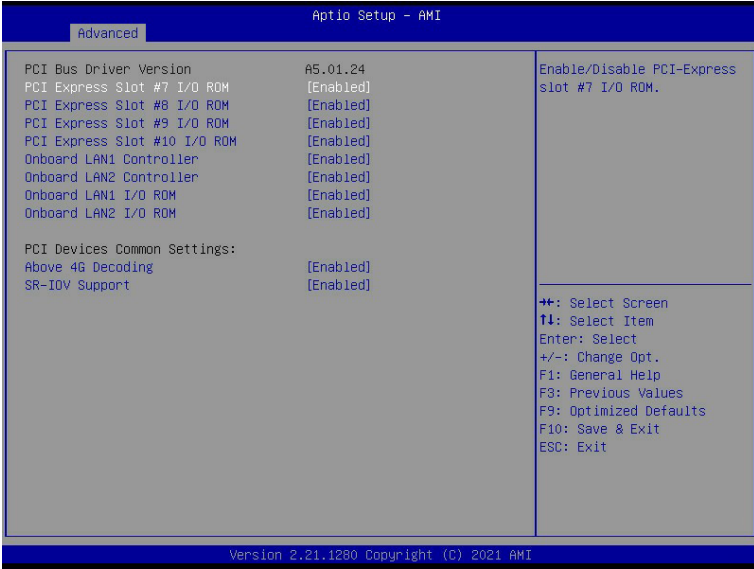 Aptio Setup – AMI
Advanced
PCI Bus Driver Version A5.01.24
PCI Express Slot #7 I/O ROM [Enabled]
PCI Express Slot #8 I/O ROM [Enabled]
PCI Express Slot #9 I/O ROM [Enabled]
PCI Express Slot #10 I/O ROM [Enabled]
Onboard LAN1 Controller [Enabled]
Onboard LAN2 Controller [Enabled]
Onboard LAN1 I/O ROM [Enabled]
Onboard LAN2 I/O ROM [Enabled]
PCI Devices Common Settings:
Above 4G Decoding [Enabled]
SR-IOV Support [Enabled]
Enable/Disable PCI-Express
slot #7 I/O ROM.
→←: Select Screen
↑↓: Select Item
Enter: Select
+/-: Change Opt.
F1: General Help
F3: Previous Values
F9: Optimized Defaults
F10: Save & Exit
ESC: Exit
Version 2.21.1280 Copyright (C) 2021 AMI